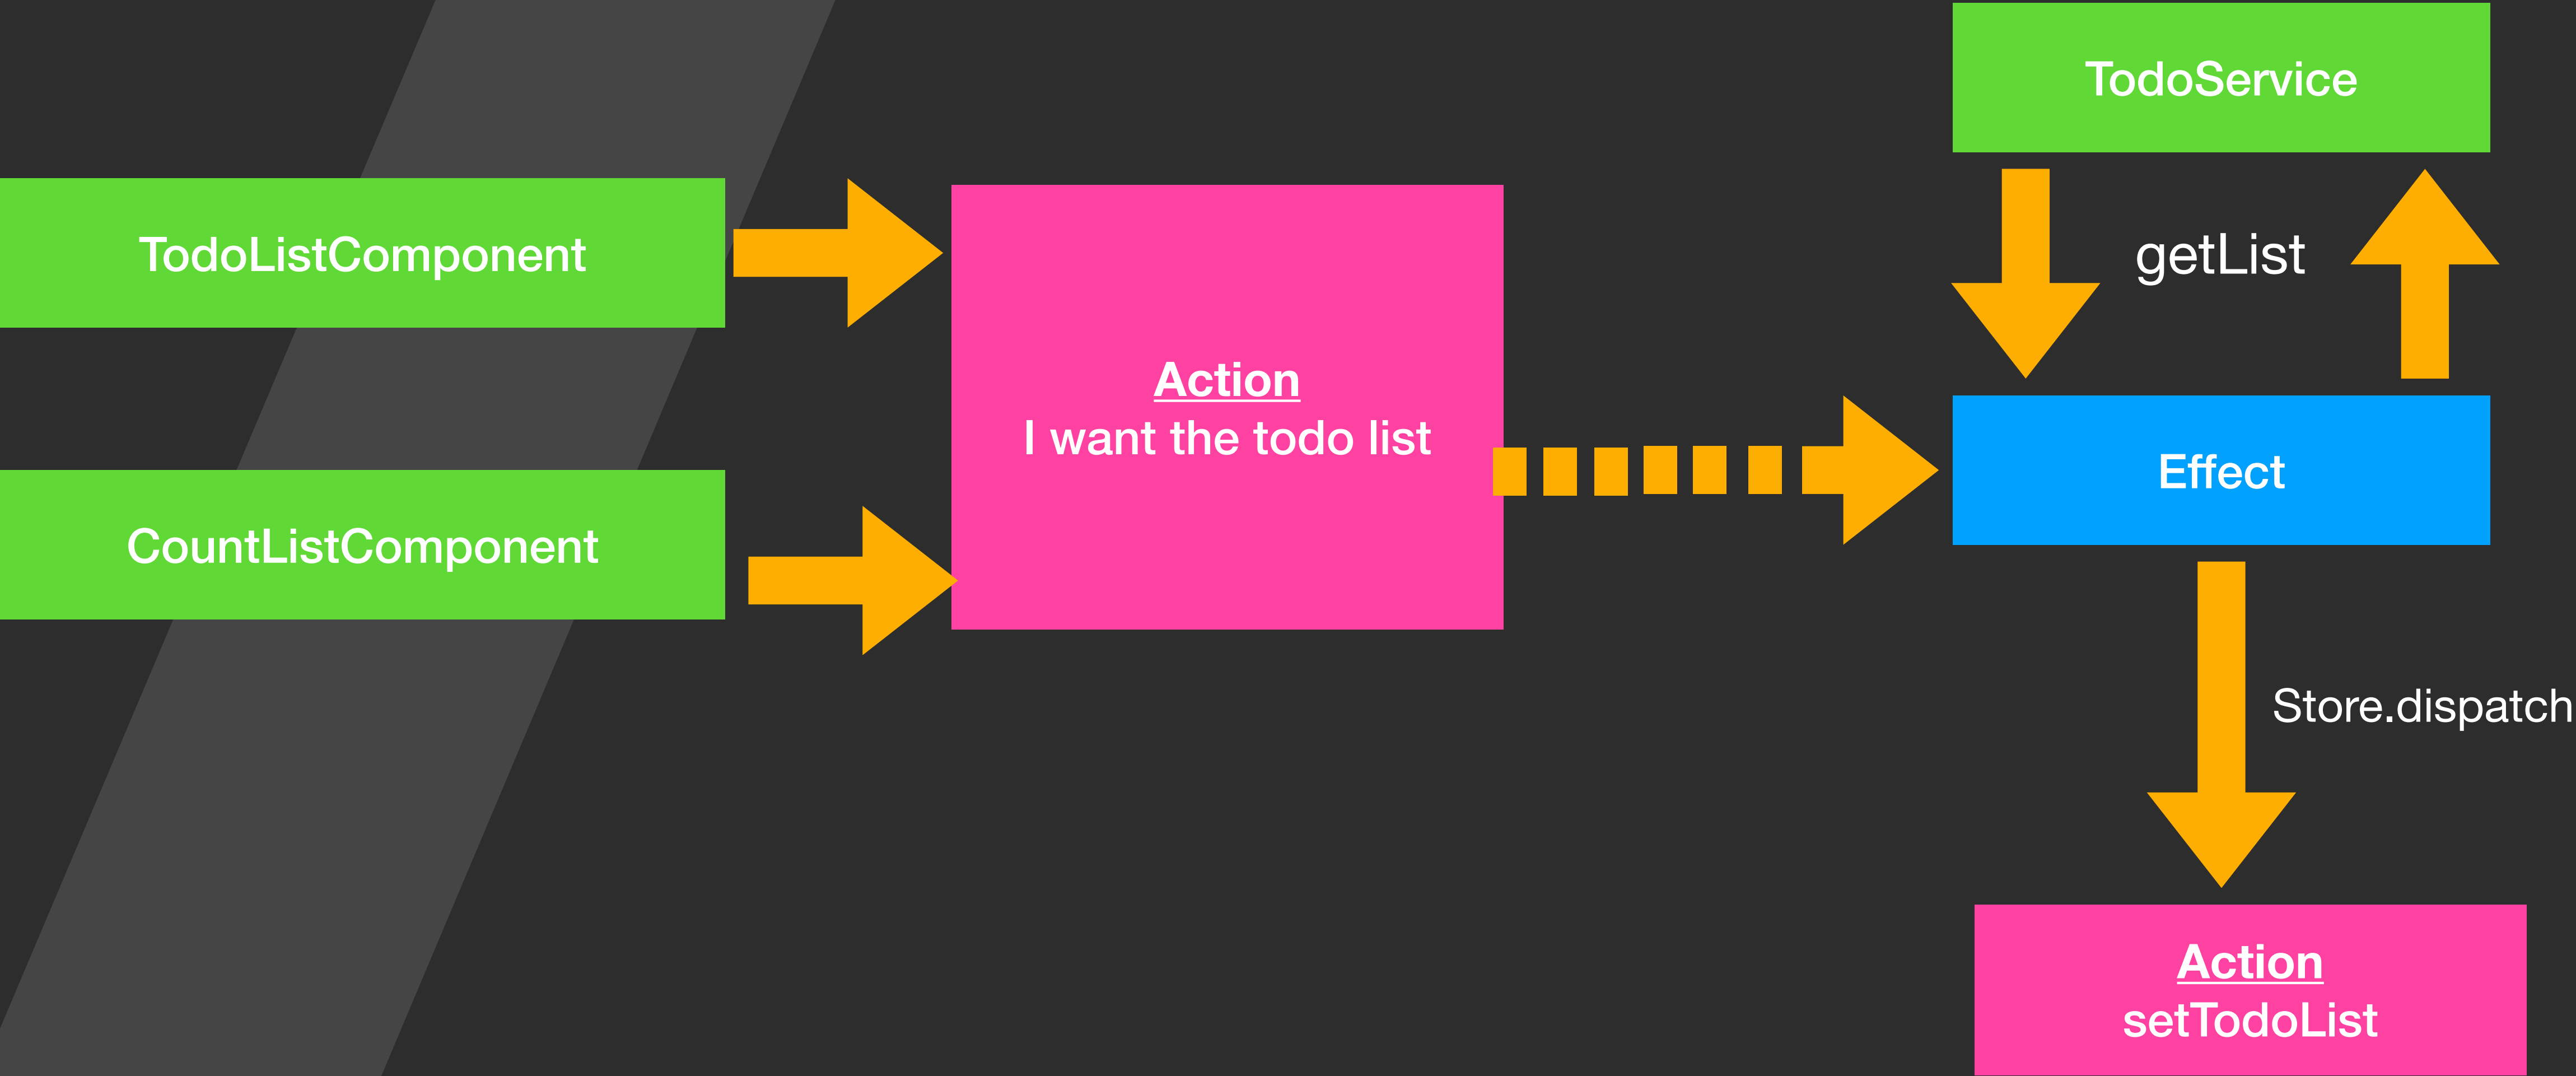 TodoService
TodoListComponent
getList
Action
I want the todo list
Effect
CountListComponent
Store.dispatch
Action
setTodoList